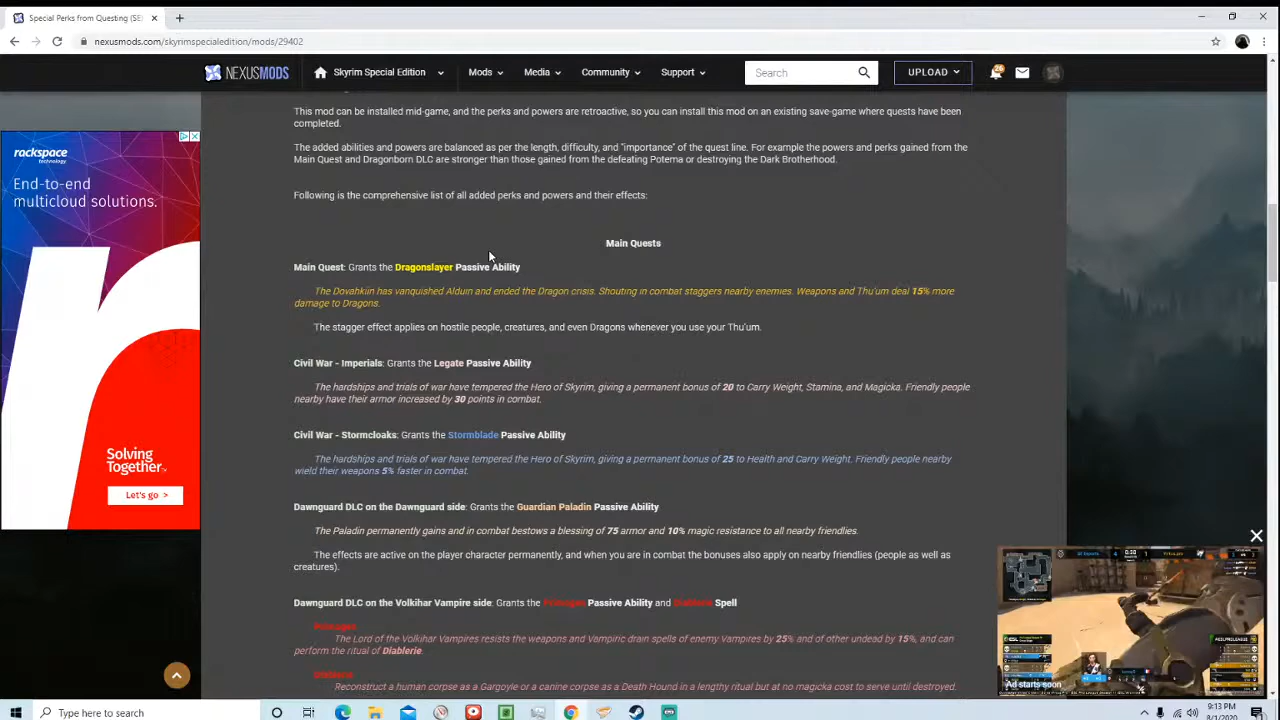 Special Perks from Questing (SE)
nexusmods.com/skyrimspecialedition/mods/29402
NEXUSMODS
Skyrim Special Edition
Mods
Media
Community
Support
Search
UPLOAD
This mod can be installed mid-game, and the perks and powers are retroactive, so you can install this mod on an existing save-game where quests have been
completed.
The added abilities and powers are balanced as per the length, difficulty, and "importance" of the quest line. For example the powers and perks gained from the
Main Quest and Dragonborn DLC are stronger than those gained from the defeating Potema or destroying the Dark Brotherhood.
Following is the comprehensive list of all added perks and powers and their effects:
Main Quests
Main Quest: Grants the Dragonslayer Passive Ability
The Dovahkiin has vanquished Alduin and ended the Dragon crisis. Shouting in combat staggers nearby enemies. Weapons and Thu'um deal 15% more
damage to Dragons.
The stagger effect applies on hostile people, creatures, and even Dragons whenever you use your Thu'um.
Civil War - Imperials: Grants the Legate Passive Ability
The hardships and trials of war have tempered the Hero of Skyrim, giving a permanent bonus of 20 to Carry Weight, Stamina, and Magicka. Friendly people
nearby have their armor increased by 30 points in combat.
Civil War - Stormcloaks: Grants the Stormblade Passive Ability
The hardships and trials of war have tempered the Hero of Skyrim, giving a permanent bonus of 25 to Health and Carry Weight. Friendly people nearby
wield their weapons 5% faster in combat.
Dawnguard DLC on the Dawnguard side: Grants the Guardian Paladin Passive Ability
The Paladin permanently gains and in combat bestows a blessing of 75 armor and 10% magic resistance to all nearby friendlies.
The effects are active on the player character permanently, and when you are in combat the bonuses also apply on nearby friendlies (people as well as
creatures).
Dawnguard DLC on the Volkihar Vampire side: Grants the Primogen Passive Ability and Diablerie Spell
Primogen
The Lord of the Volkihar Vampires resists the weapons and Vampiric drain spells of enemy Vampires by 25% and of other undead by 15%, and can
perform the ritual of Diablerie.
Diablerie
Reconstruct a human corpse as a Gargoyle or canine corpse as a Death Hound in a lengthy ritual but at no magicka cost to serve until destroyed.
rackspace
technology
End-to-end
multicloud solutions.
Solving
Together
Let's go >
Ad starts soon
Type here to search
9:13 PM
8/1/2020